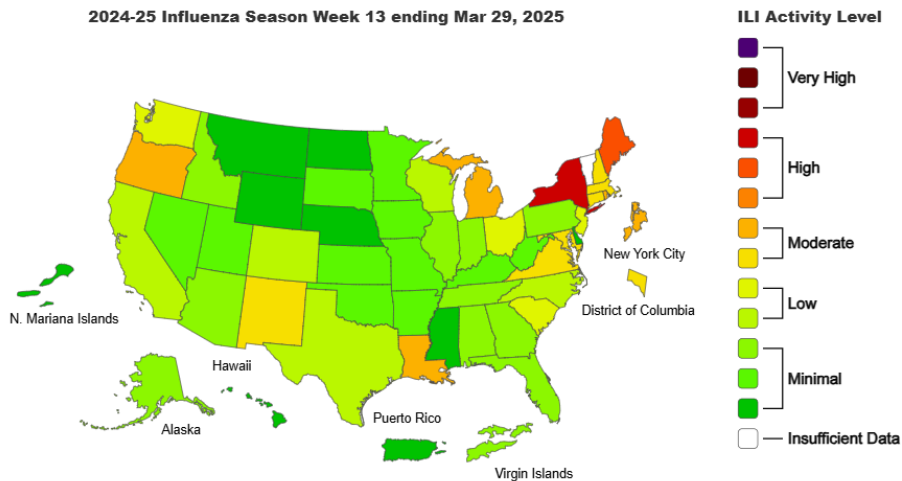 2024-25 Influenza Season Week 13 ending Mar 29, 2025
ILI Activity Level
Very High
High
New York City
Moderate
District of Columbia
Low
N. Mariana Islands
Hawaii
Minimal
Alaska
Puerto Rico
Insufficient Data
Virgin Islands